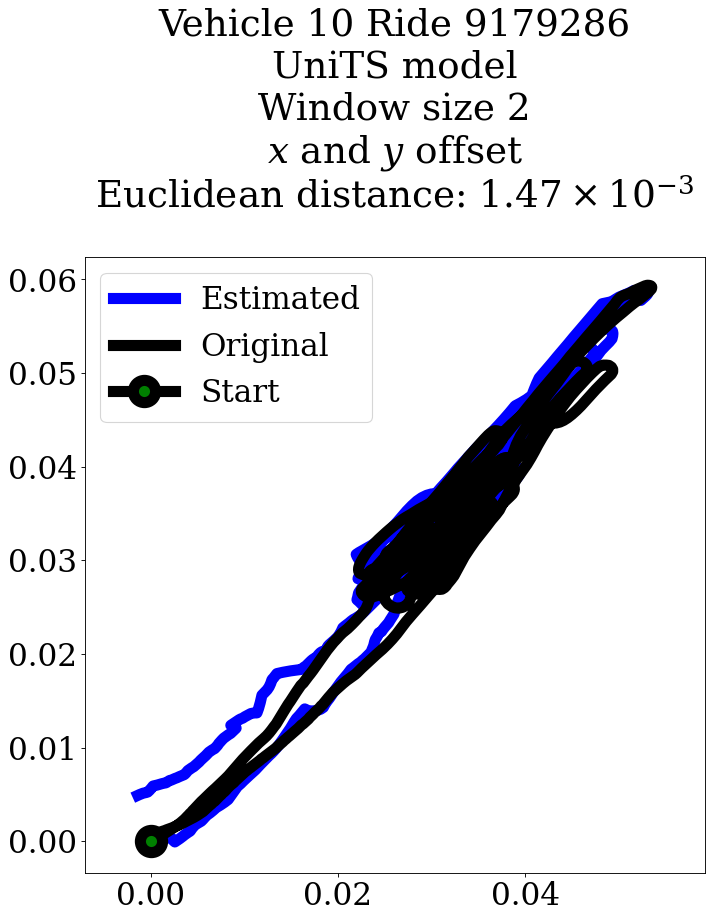 Vehicle 10 Ride 9179286
UniTS model
Window size 2
x and y offset
Euclidean distance: 1.47 × 10⁻³
Estimated
Original
Start
0.06
0.05
0.04
0.03
0.02
0.01
0.00
0.00 0.02 0.04